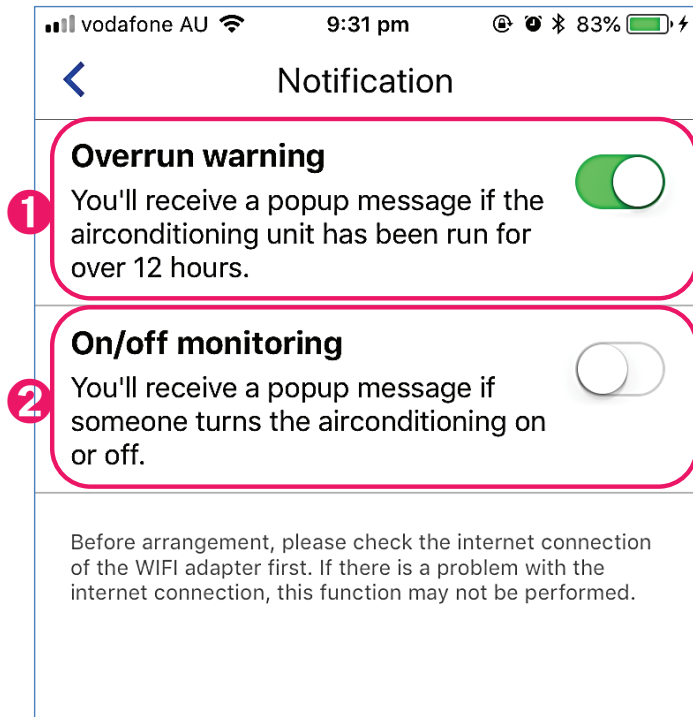 vodafone AU 9:31 pm 83%
Notification
Overrun warning
1
You'll receive a popup message if the
airconditioning unit has been run for
over 12 hours.
On/off monitoring
2
You'll receive a popup message if
someone turns the airconditioning on
or off.
Before arrangement, please check the internet connection
of the WIFI adapter first. If there is a problem with the
internet connection, this function may not be performed.